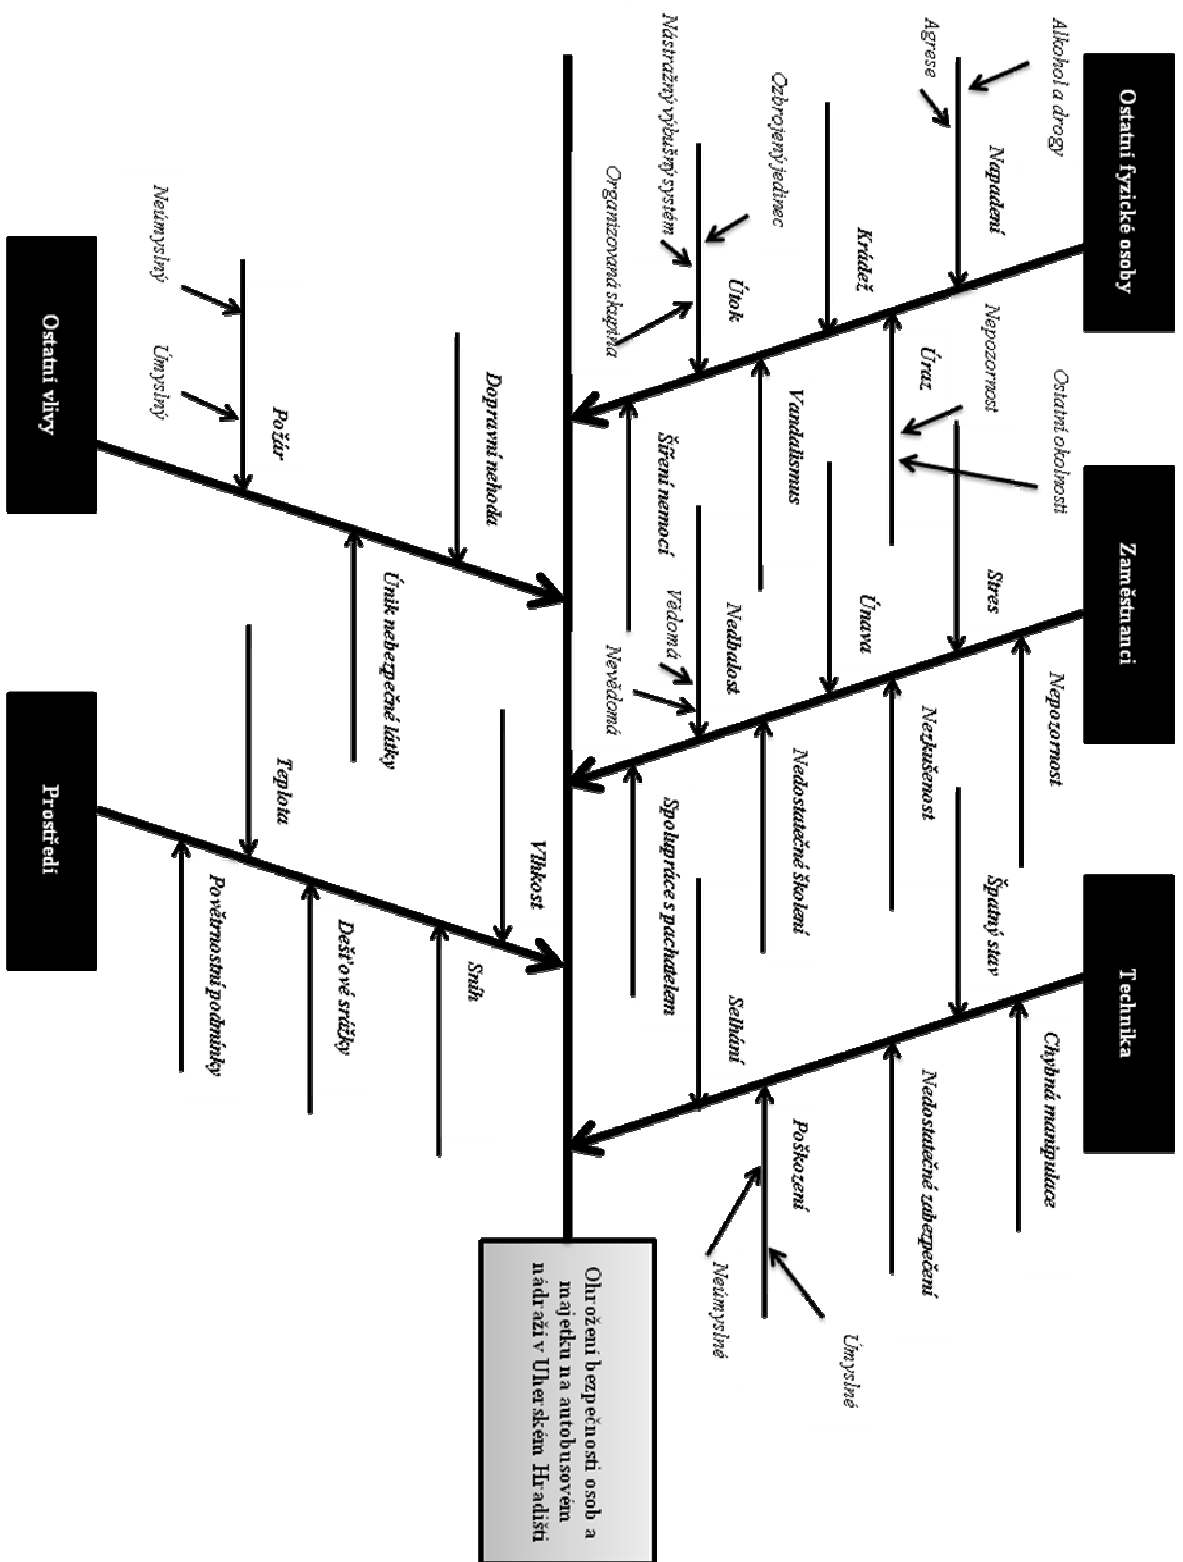 Ostatní fyzické osoby
Zaměstnanci
Technika
Alkohol a drogy
Agrese
Napadení
Nepozornost
Ostatní okolnosti
Úraz
Ozbrojený jedinec
Krádež
Nástražný výbušný systém
Organizovaná skupina
Útok
Vandalismus
Šíření nemocí
Stres
Nepozornost
Únava
Nezkušenost
Nedbalost
Vědomá
Nevědomá
Nedostatečné školení
Spolupráce s pachatelem
Špatný stav
Chybná manipulace
Nedostatečné zabezpečení
Selhání
Poškození
Neúmyslné
Úmyslné
Ohrožení bezpečnosti osob a
majetku na autobusovém
nádraží v Uherském Hradišti
Dopravní nehoda
Únik nebezpečné látky
Požár
Neúmyslný
Úmyslný
Vlhkost
Sníh
Dešťové srážky
Teplota
Povětrnostní podmínky
Ostatní vlivy
Prostředí